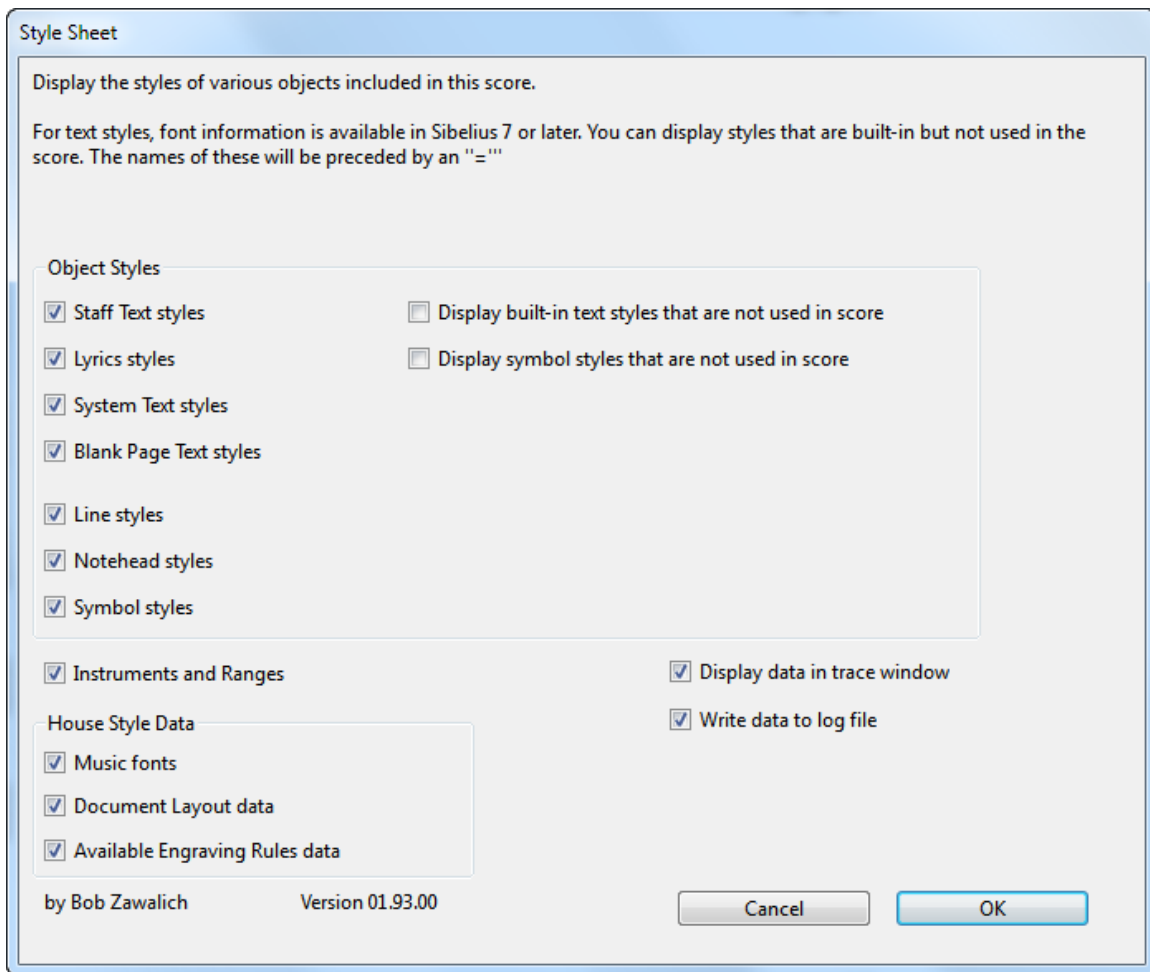 Style Sheet
Display the styles of various objects included in this score.
For text styles, font information is available in Sibelius 7 or later. You can display styles that are built-in but not used in the
score. The names of these will be preceded by an ''='''
Object Styles
Staff Text styles
Display built-in text styles that are not used in score
Lyrics styles
Display symbol styles that are not used in score
System Text styles
Blank Page Text styles
Line styles
Notehead styles
Symbol styles
Instruments and Ranges
Display data in trace window
House Style Data
Write data to log file
Music fonts
Document Layout data
Available Engraving Rules data
by Bob Zawalich
Version 01.93.00
Cancel
OK